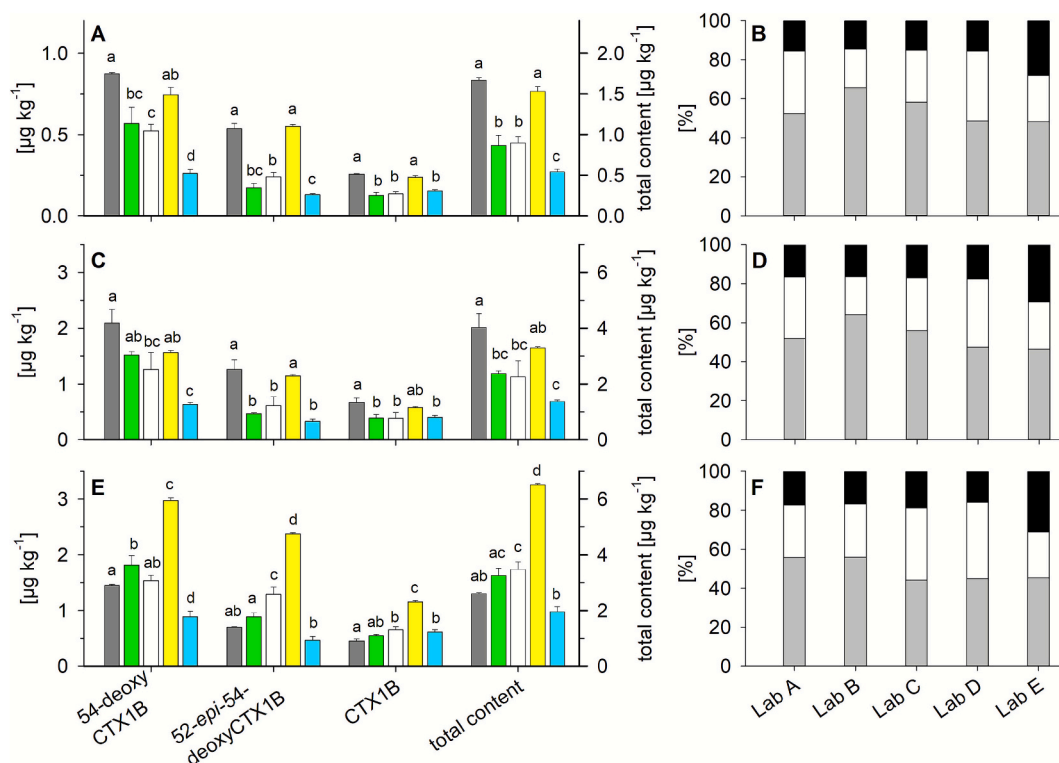 A
[µg kg⁻¹]
1.0
0.5
0.0
a
bc
c
ab
d
a
bc
b
a
c
a
b
b
a
b
a
b
b
a
c
2.0
1.5
1.0
0.5
0.0
total content [µg kg⁻¹]
B
[%]
100
80
60
40
20
0
C
[µg kg⁻¹]
3
2
1
0
a
ab
bc
ab
c
a
b
b
a
b
a
b
b
ab
b
a
bc
bc
ab
c
6
4
2
0
total content [µg kg⁻¹]
D
[%]
100
80
60
40
20
0
E
[µg kg⁻¹]
3
2
1
0
a
b
ab
c
d
ab
a
c
d
b
a
ab
b
c
b
ab
ac
c
d
b
6
4
2
0
total content [µg kg⁻¹]
F
[%]
100
80
60
40
20
0
54-deoxy
CTX1B
52-epi-54-
deoxyCTX1B
CTX1B
total content
Lab A
Lab B
Lab C
Lab D
Lab E